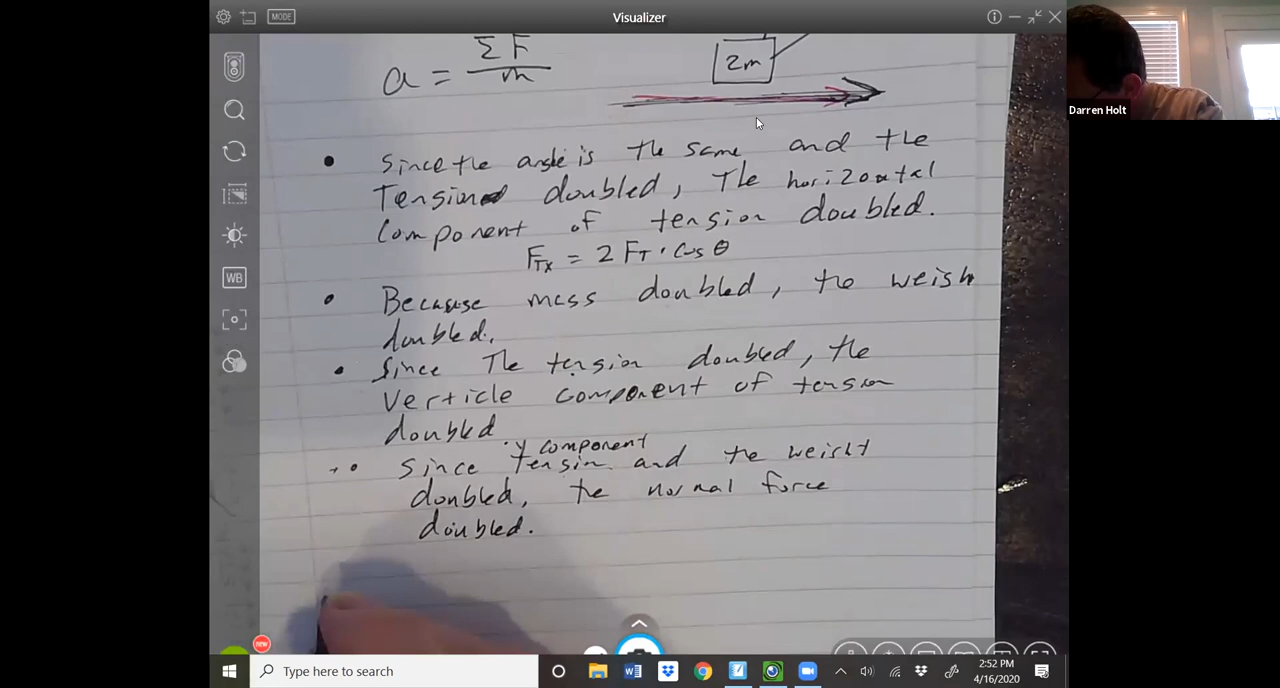 MODE
Visualizer
Darren Holt
ΣF
a = m
2m
• Since the angle is the same and the
Tension doubled, The horizontal
Component of tension doubled.
FTx = 2 FT · Cos θ
• Because mass doubled, the weigh
doubled.
• Since The tension doubled, the
Verticle component of tension
doubled
y component
• Since tension and the weight
doubled, the normal force
doubled.
WB
new
Type here to search
2:52 PM
4/16/2020